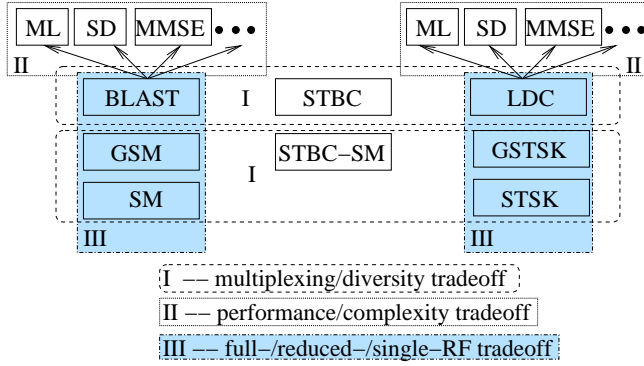 ML SD MMSE ••• ML SD MMSE •••
II II
BLAST I STBC LDC
GSM STBC–SM GSTSK
I
SM STSK
III III
I –– multiplexing/diversity tradeoff
II –– performance/complexity tradeoff
III –– full–/reduced–/single–RF tradeoff